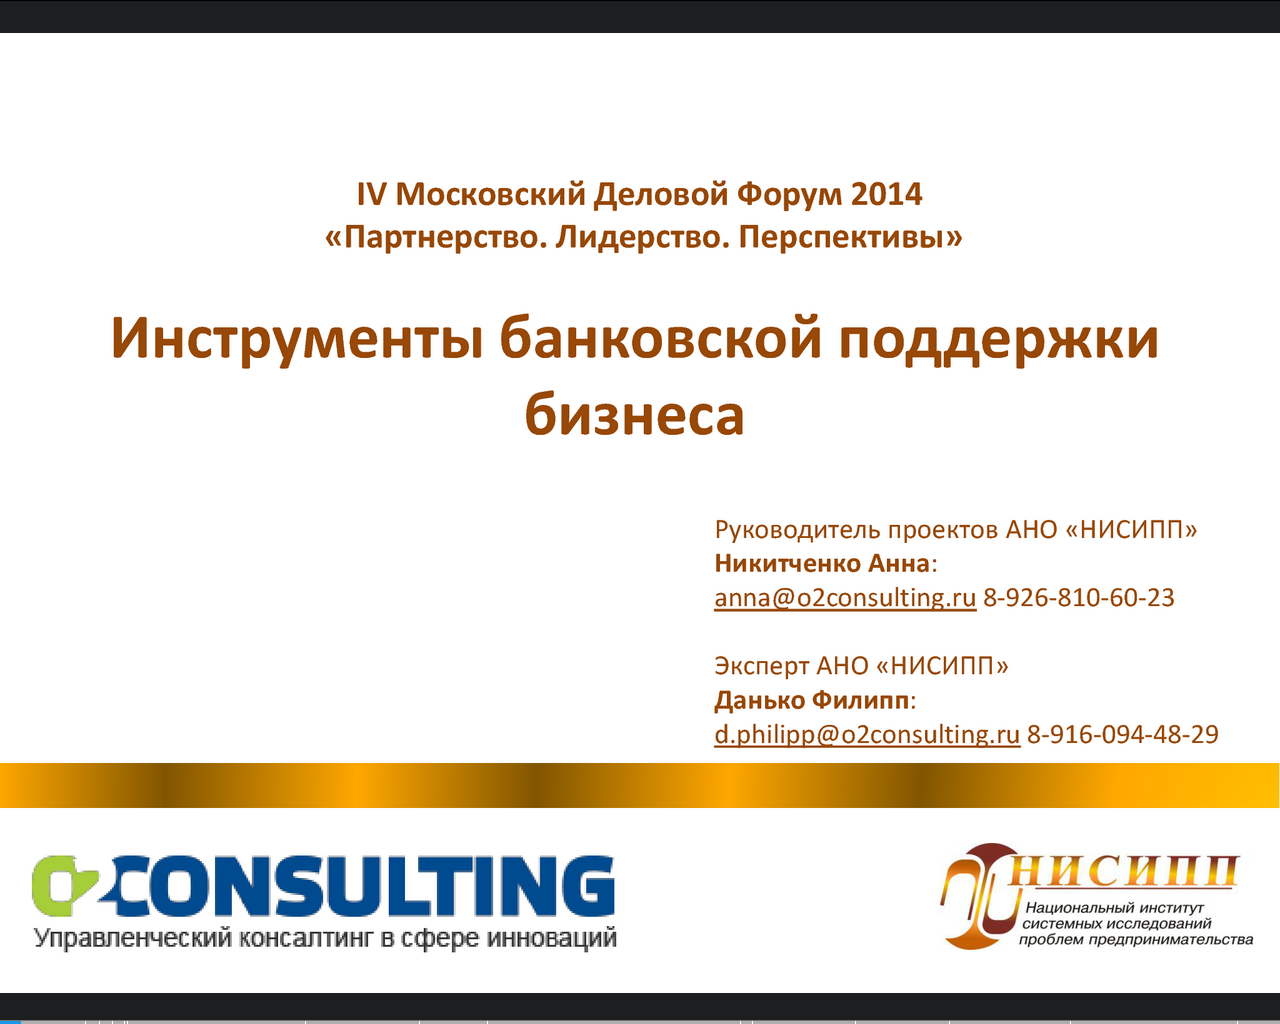 IV Московский Деловой Форум 2014
«Партнерство. Лидерство. Перспективы»
Инструменты банковской поддержки
бизнеса
Руководитель проектов АНО «НИСИПП»
Никитченко Анна:
anna@o2consulting.ru 8-926-810-60-23
Эксперт АНО «НИСИПП»
Данько Филипп:
d.philipp@o2consulting.ru 8-916-094-48-29
O2CONSULTING
Управленческий консалтинг в сфере инноваций
НИСИПП
Национальный институт
системных исследований
проблем предпринимательства